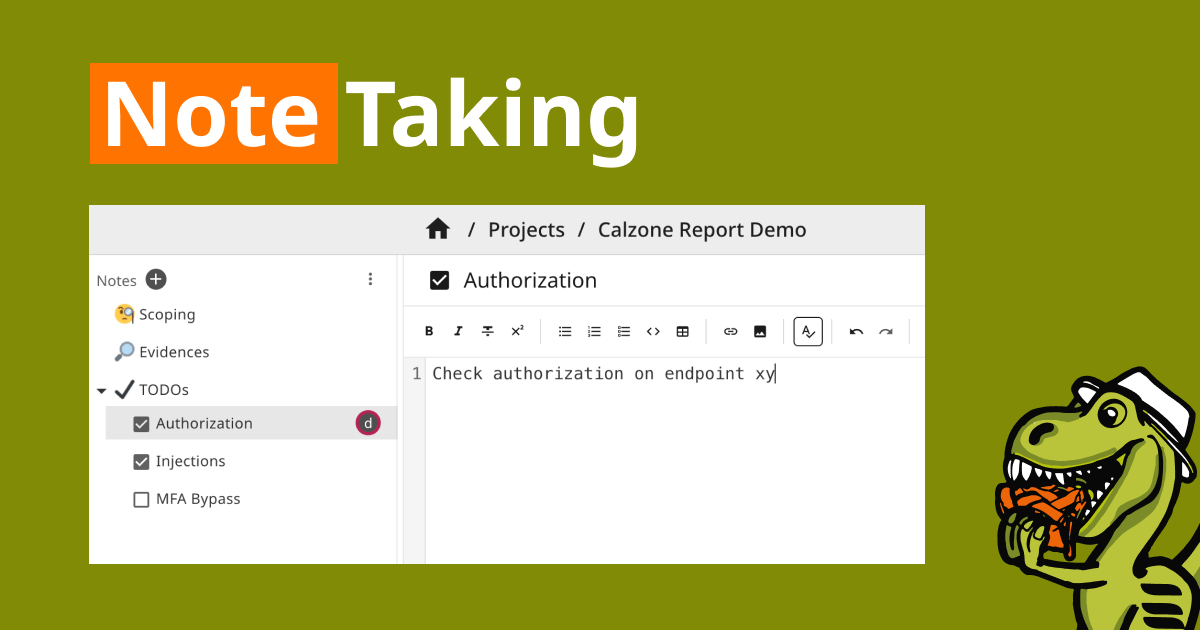 Note Taking
/ Projects / Calzone Report Demo
Notes
Scoping
Evidences
TODOs
Authorization d
Injections
MFA Bypass
Authorization
B I T X²
1 Check authorization on endpoint xy